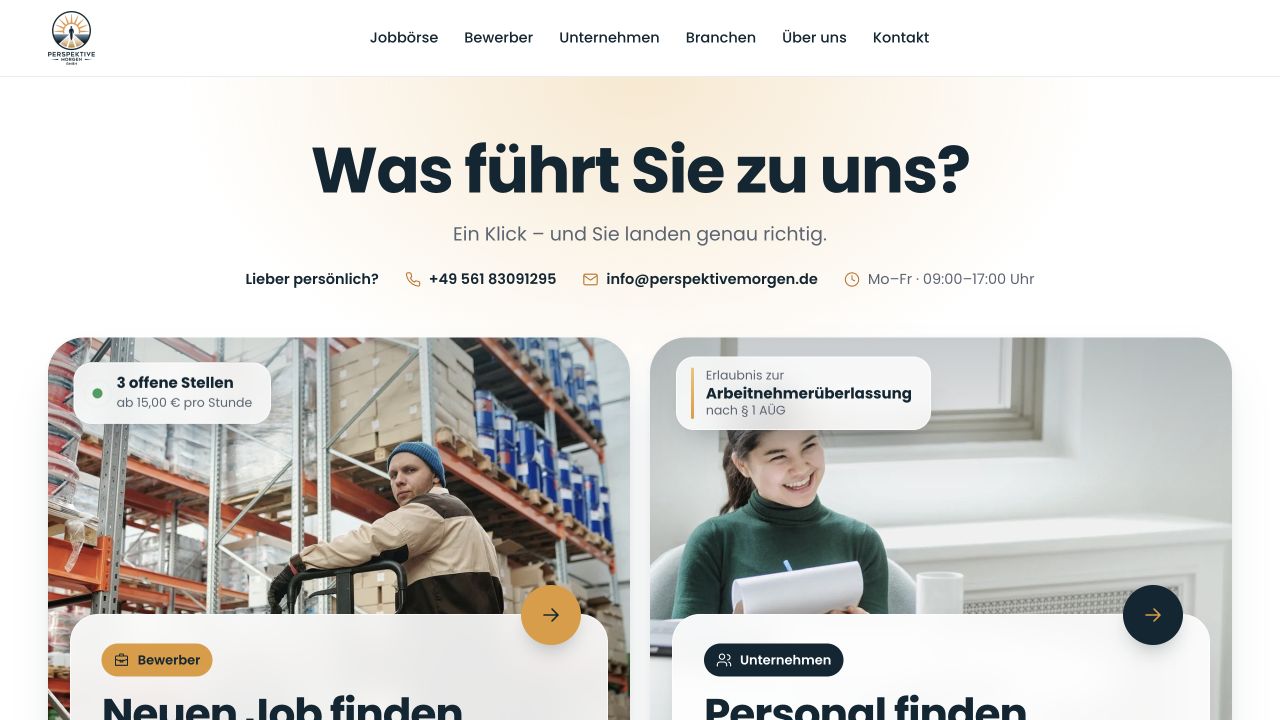 PERSPEKTIVE
MORGEN
GmbH
Jobbörse
Bewerber
Unternehmen
Branchen
Über uns
Kontakt
Was führt Sie zu uns?
Ein Klick – und Sie landen genau richtig.
Lieber persönlich?
+49 561 83091295
info@perspektivemorgen.de
Mo–Fr · 09:00–17:00 Uhr
3 offene Stellen
ab 15,00 € pro Stunde
Erlaubnis zur
Arbeitnehmerüberlassung
nach § 1 AÜG
Bewerber
Neuen Job finden
Unternehmen
Personal finden